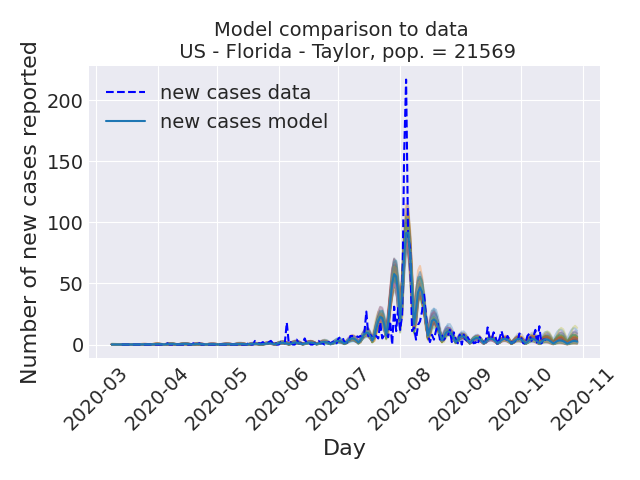 Model comparison to data
US - Florida - Taylor, pop. = 21569
Number of new cases reported
200
150
100
50
0
new cases data
new cases model
2020-03
2020-04
2020-05
2020-06
2020-07
2020-08
2020-09
2020-10
2020-11
Day